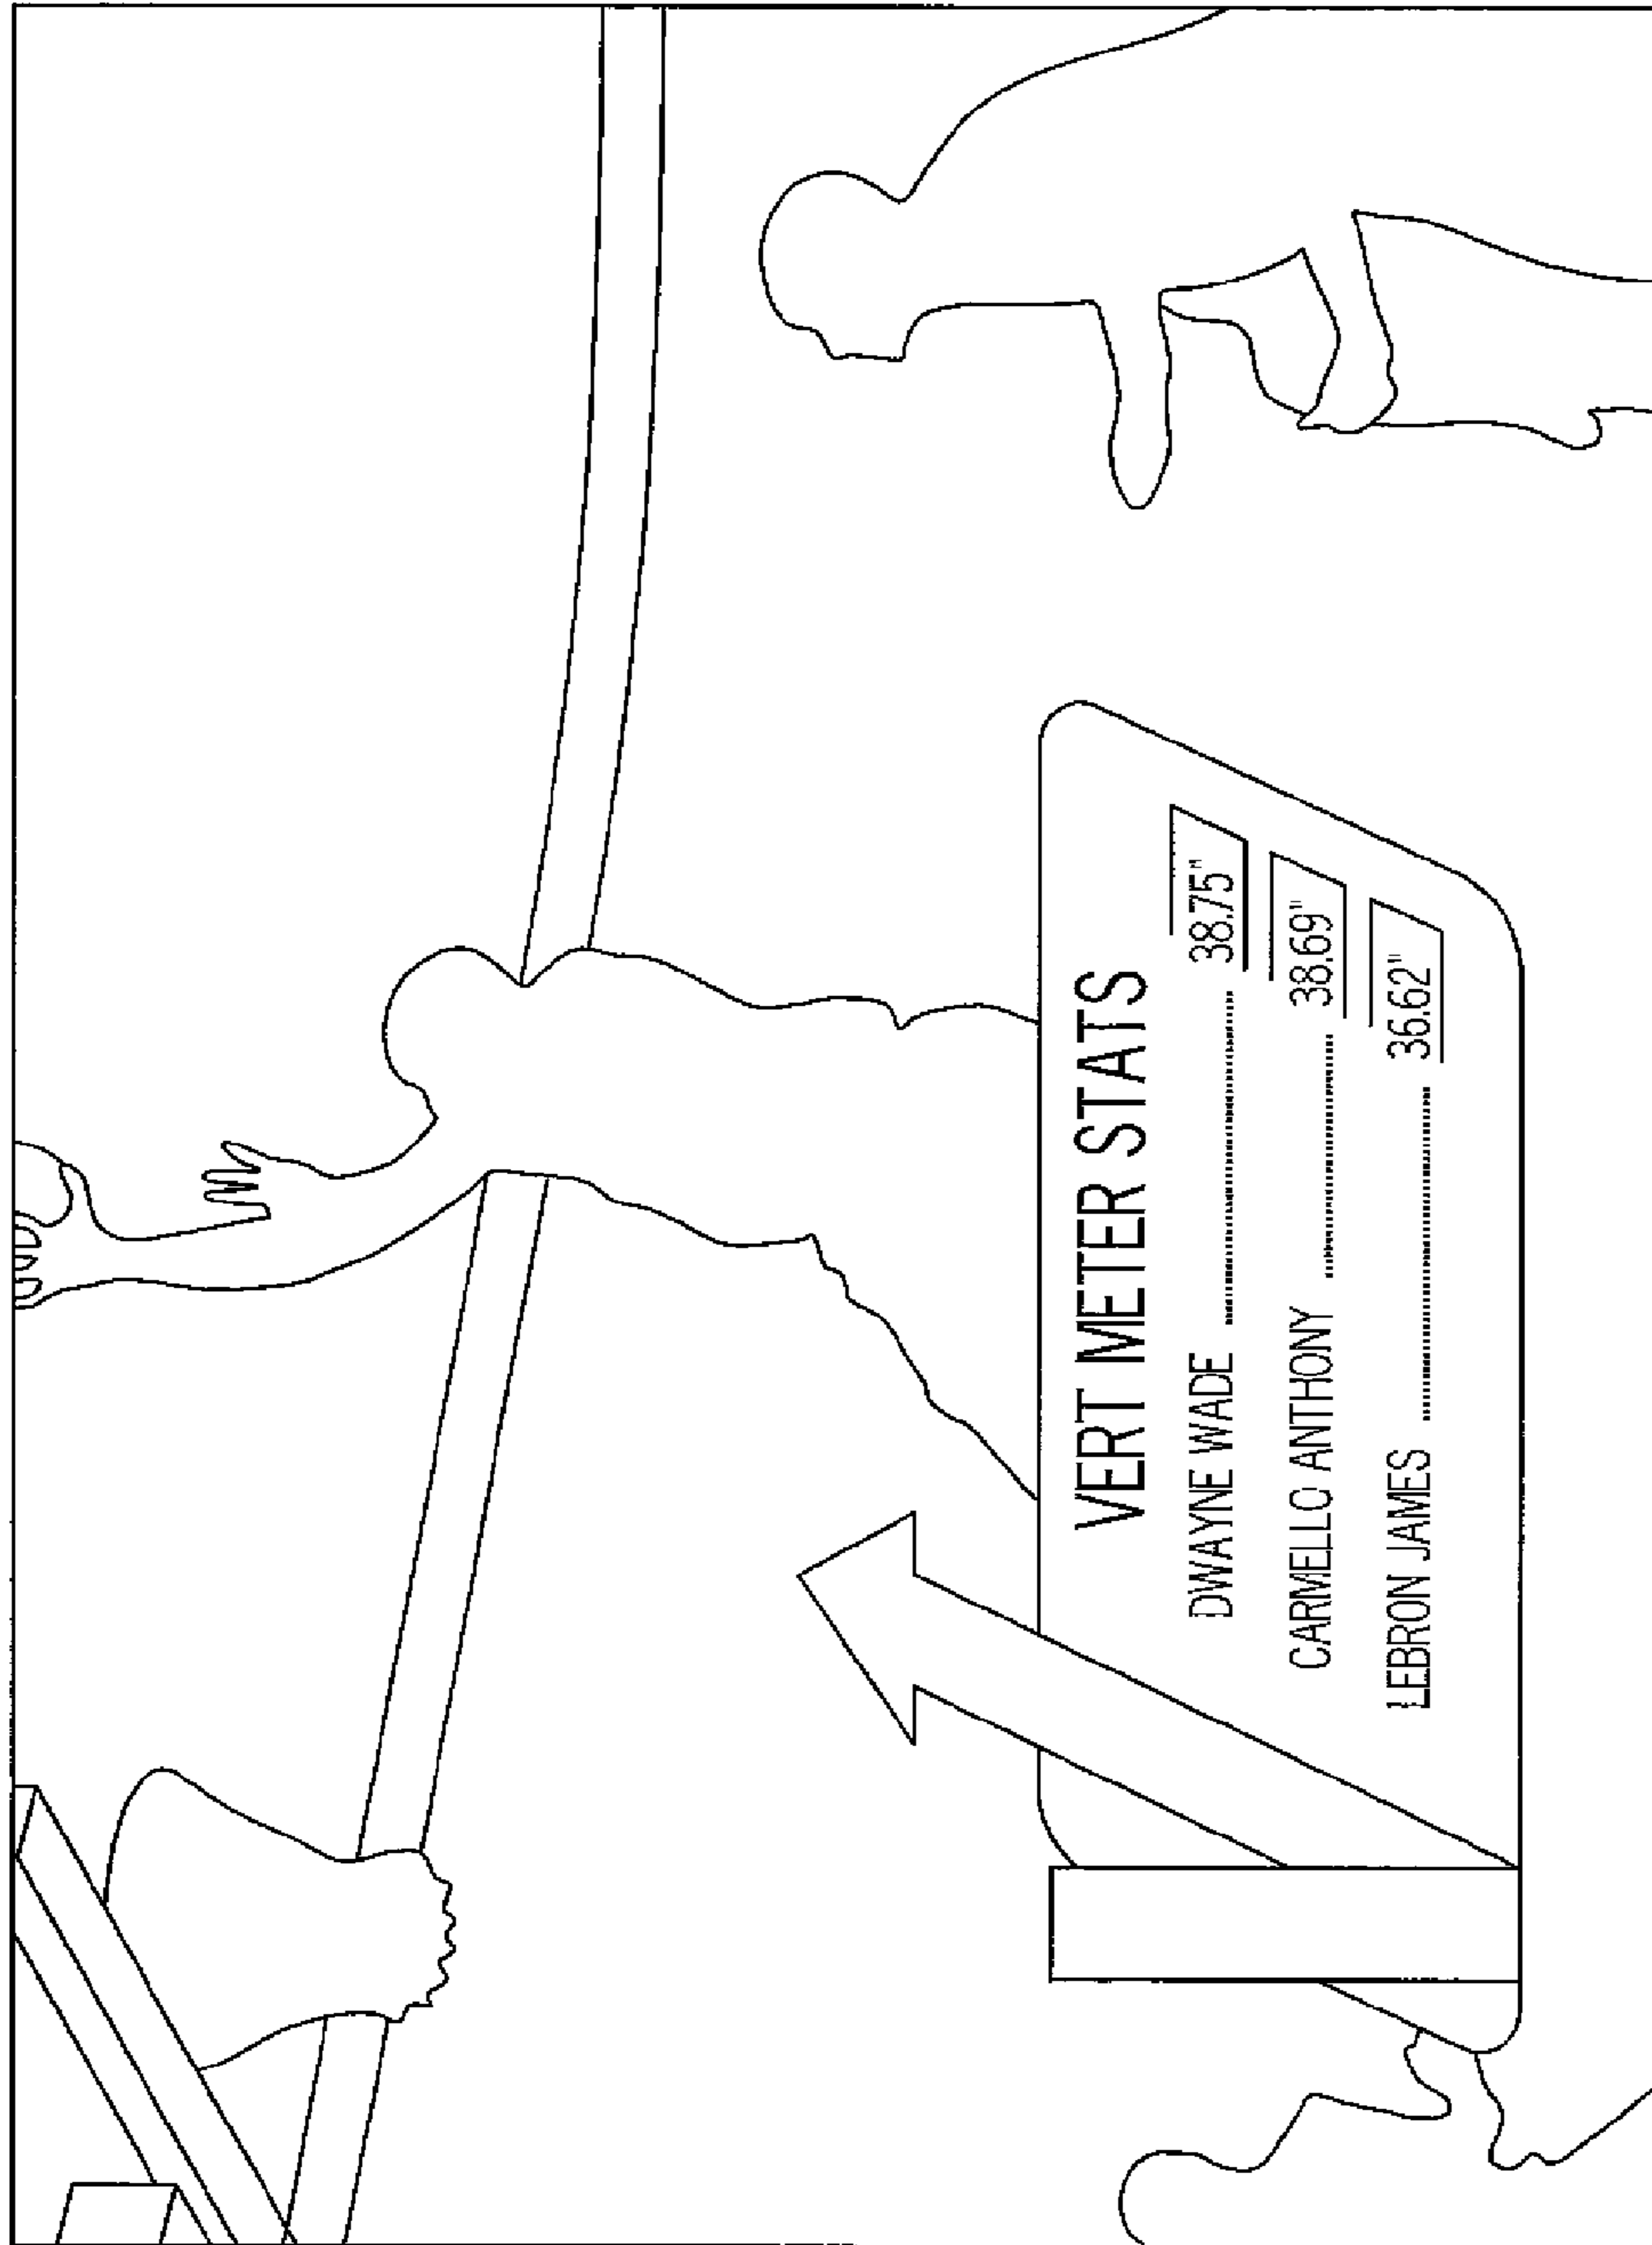 VERT METER STATS
DWAYNE WADE ---------- 38.75"
CARMELLO ANTHONY ---------- 38.69"
LEBRON JAMES ---------- 36.62"